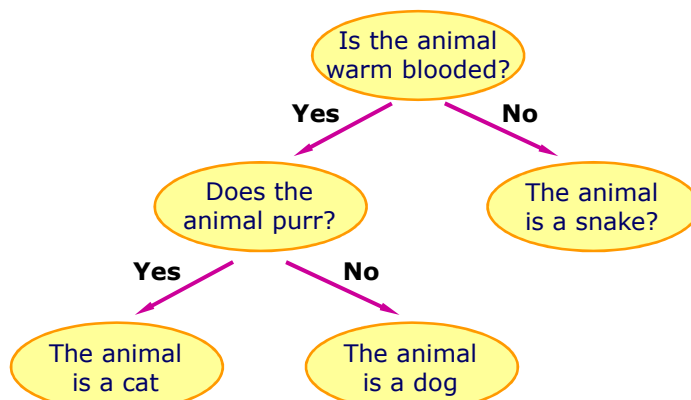 Is the animal
warm blooded?
Yes
No
Does the
animal purr?
The animal
is a snake?
Yes
No
The animal
is a cat
The animal
is a dog